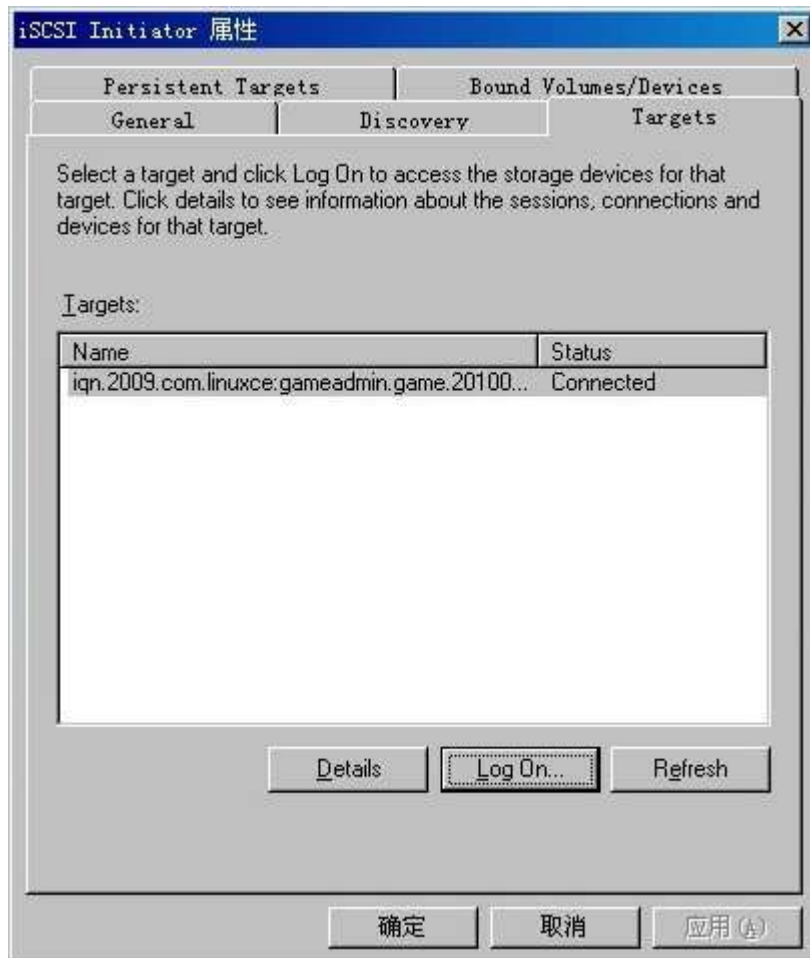 iSCSI Initiator 属性
Persistent Targets
Bound Volumes/Devices
General
Discovery
Targets
Select a target and click Log On to access the storage devices for that
target. Click details to see information about the sessions, connections and
devices for that target.
Targets:
Name
Status
iqn.2009.com.linuxce:gameadmin.game.20100...
Connected
Details
Log On...
Refresh
确定
取消
应用(A)